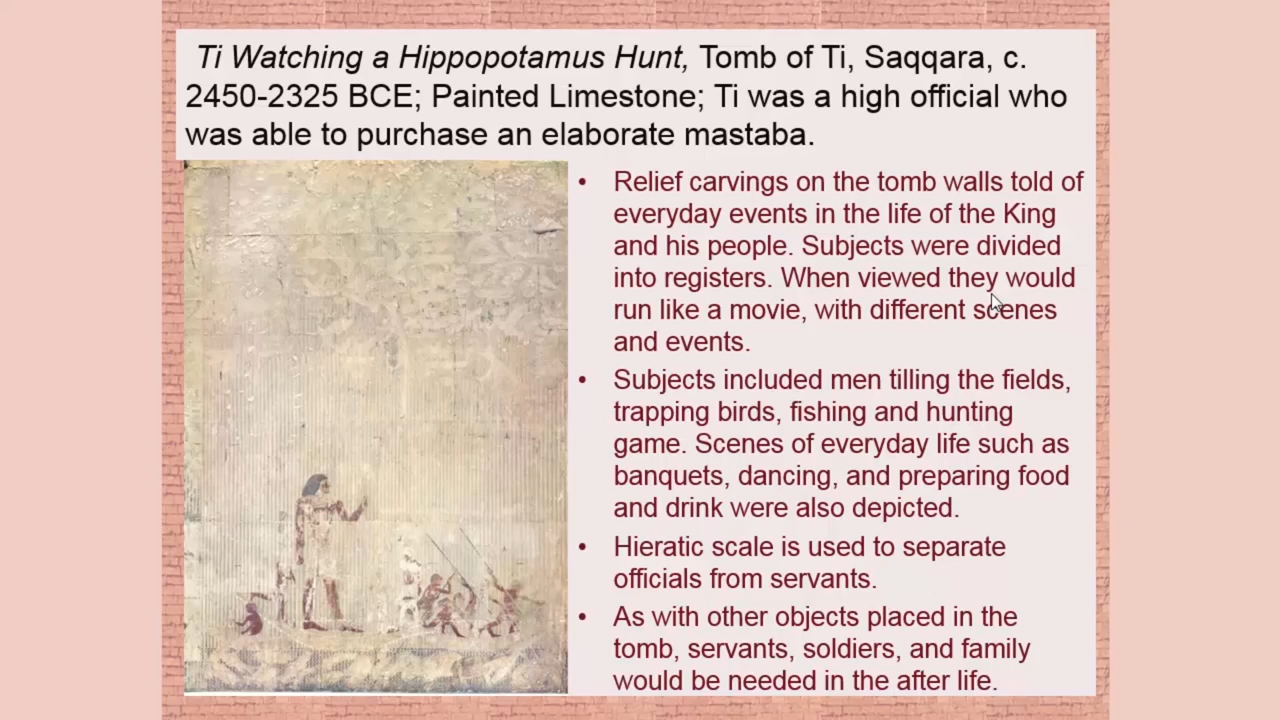 Ti Watching a Hippopotamus Hunt, Tomb of Ti, Saqqara, c.
2450-2325 BCE; Painted Limestone; Ti was a high official who
was able to purchase an elaborate mastaba.
• Relief carvings on the tomb walls told of
everyday events in the life of the King
and his people. Subjects were divided
into registers. When viewed they would
run like a movie, with different scenes
and events.
• Subjects included men tilling the fields,
trapping birds, fishing and hunting
game. Scenes of everyday life such as
banquets, dancing, and preparing food
and drink were also depicted.
• Hieratic scale is used to separate
officials from servants.
• As with other objects placed in the
tomb, servants, soldiers, and family
would be needed in the after life.